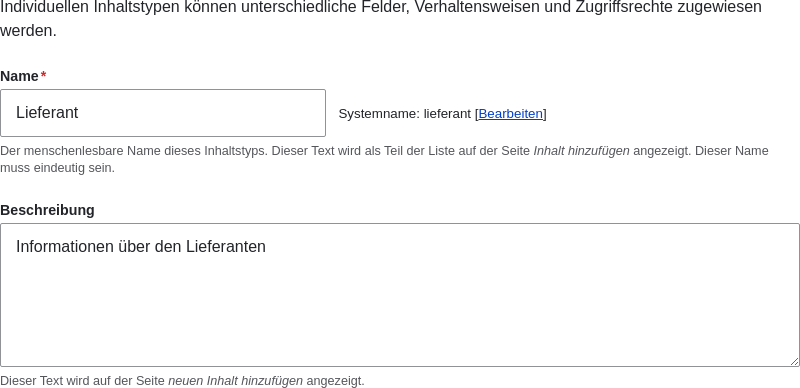 Individuellen Inhaltstypen können unterschiedliche Felder, Verhaltensweisen und Zugriffsrechte zugewiesen
werden.
Name*
Lieferant
Systemname: lieferant [Bearbeiten]
Der menschenlesbare Name dieses Inhaltstyps. Dieser Text wird als Teil der Liste auf der Seite Inhalt hinzufügen angezeigt. Dieser Name
muss eindeutig sein.
Beschreibung
Informationen über den Lieferanten
Dieser Text wird auf der Seite neuen Inhalt hinzufügen angezeigt.